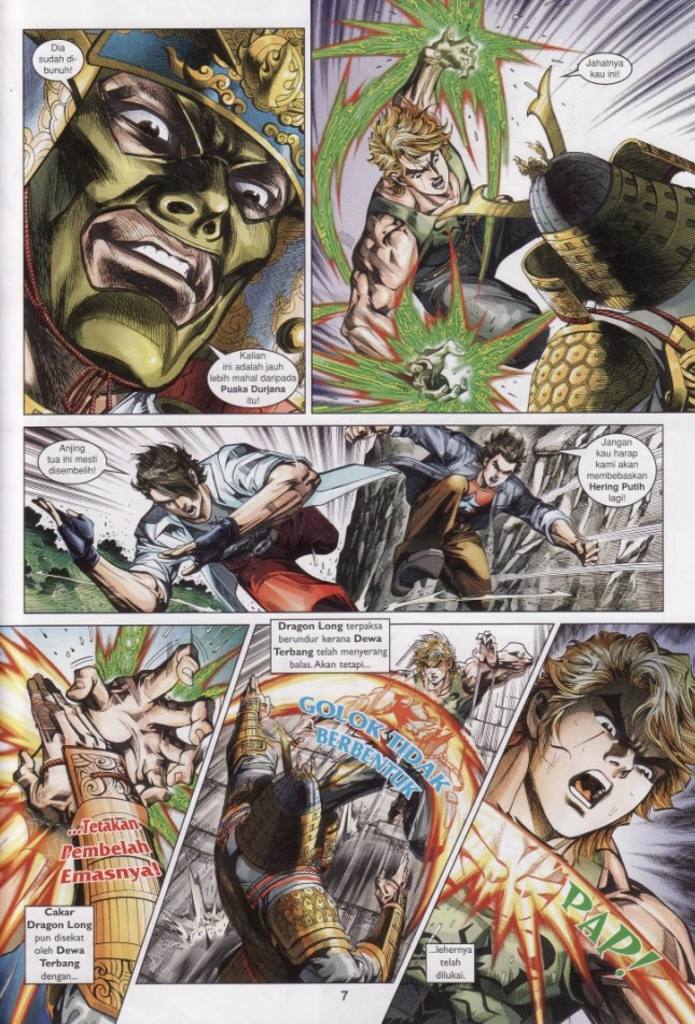 Dia
sudah di-
bunuh!
Kalian
ini adalah jauh
lebih mahal daripada
Puaka Durjana
itu!
Jahatnya
kau ini!
Anjing
tua ini mesti
disembelih!
Jangan
kau harap
kami akan
membebaskan
Hering Putih
lagi!
...Tetakan
Pembelah
Emasnya!
Cakar
Dragon Long
pun disekat
oleh Dewa
Terbang
dengan...
Dragon Long terpaksa
berundur kerana Dewa
Terbang telah menyerang
balas. Akan tetapi...
GOLOK TIDAK
BERBENTUK
PAP!
...lehernya
telah
dilukai.
7